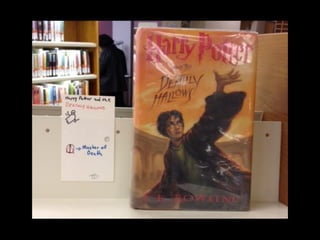 Harry Potter and the
Deathly Hallows
→ Master of
Death
Harry Potter
and the
DEATHLY
HALLOWS
J. K. ROWLING